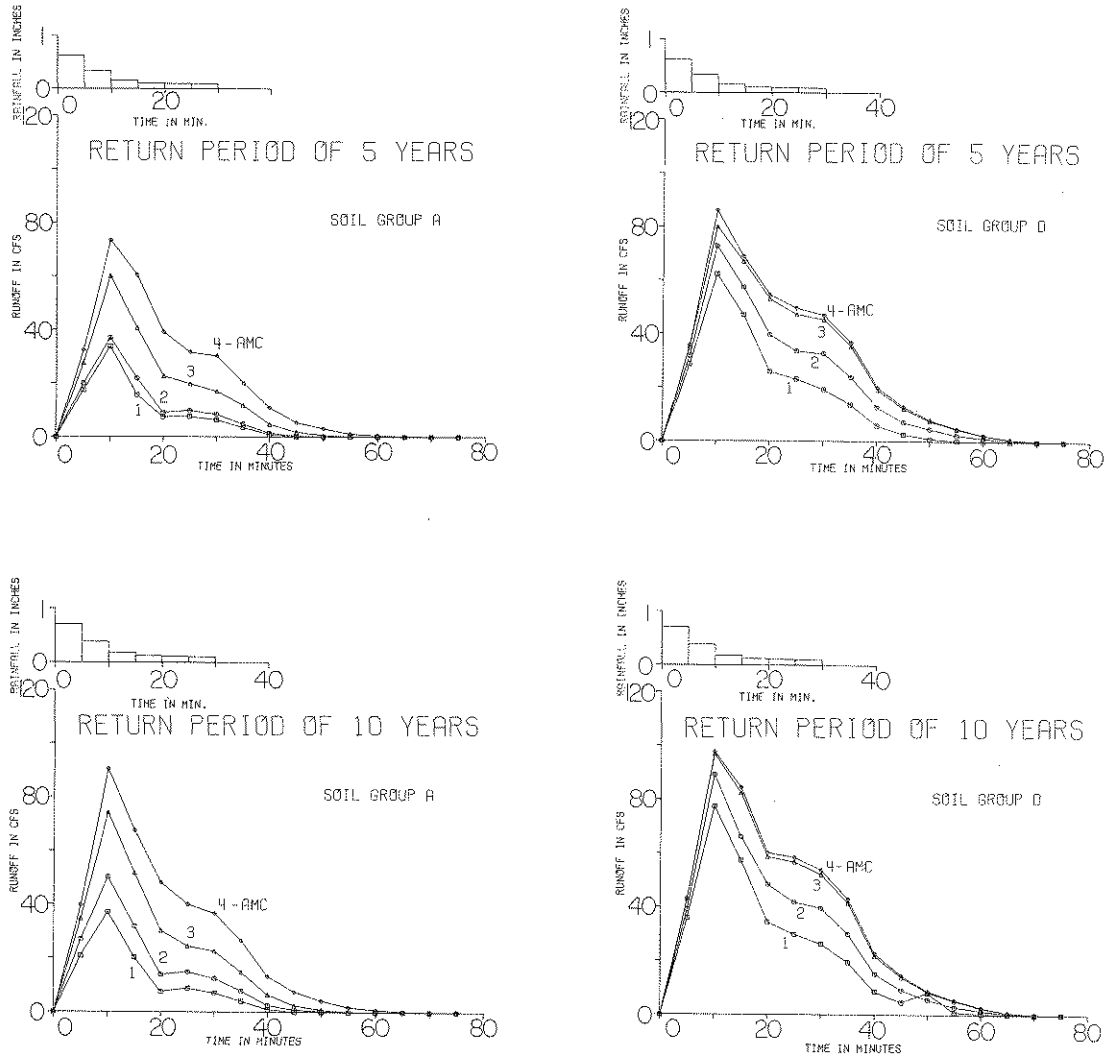 RAINFALL IN INCHES
1
0
0 20
TIME IN MIN.
120
RETURN PERIOD OF 5 YEARS
SOIL GROUP A
80
RUNOFF IN CFS
4-AMC
40
3
2
1
0
0 20 40 60 80
TIME IN MINUTES
RAINFALL IN INCHES
1
0
0 20 40
TIME IN MIN.
120
RETURN PERIOD OF 5 YEARS
SOIL GROUP D
80
RUNOFF IN CFS
4-AMC
3
40
2
1
0
0 20 40 60 80
TIME IN MINUTES
RAINFALL IN INCHES
1
0
0 20 40
TIME IN MIN.
120
RETURN PERIOD OF 10 YEARS
SOIL GROUP A
80
RUNOFF IN CFS
4-AMC
40
3
2
1
0
0 20 40 60 80
TIME IN MINUTES
RAINFALL IN INCHES
1
0
0 20 40
TIME IN MIN.
120
RETURN PERIOD OF 10 YEARS
SOIL GROUP D
80
RUNOFF IN CFS
4-AMC
3
40
2
1
0
0 20 40 60 80
TIME IN MINUTES